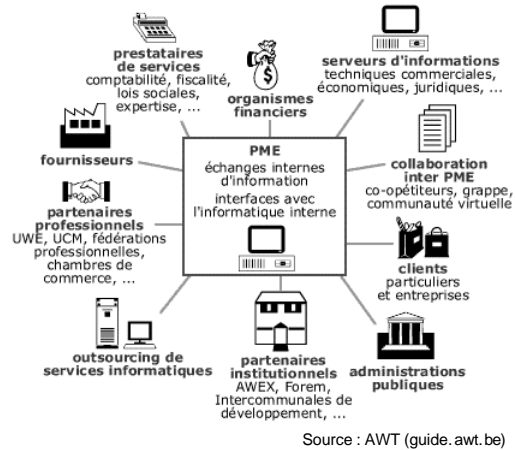 prestataires
de services
comptabilité, fiscalité,
lois sociales,
expertise, ...
organismes
financiers
serveurs d'informations
techniques commerciales,
économiques, juridiques, ...
fournisseurs
PME
échanges internes
d'information
interfaces avec
l'informatique interne
collaboration
inter PME
co-opétiteurs, grappe,
communauté virtuelle
partenaires
professionnels
UWE, UCM, fédérations
professionnelles,
chambres de
commerce, ...
clients
particuliers
et entreprises
outsourcing de
services informatiques
partenaires
institutionnels
AWEX, Forem,
Intercommunales de
développement, ...
administrations
publiques
Source : AWT (guide.awt.be)